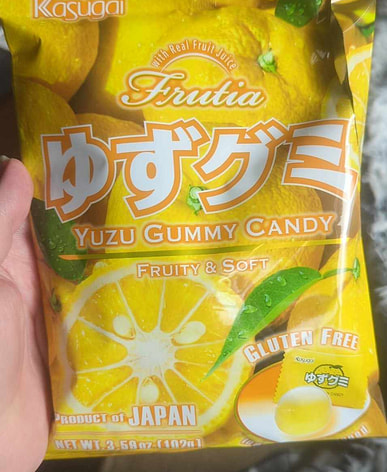 Kasugai
with Real Fruit Juice
Frutia
ゆずグミ
YUZU GUMMY CANDY
FRUITY & SOFT
GLUTEN FREE
Kasugai
ゆずグミ
PRODUCT of JAPAN
NET WT. 3.59oz (102g)